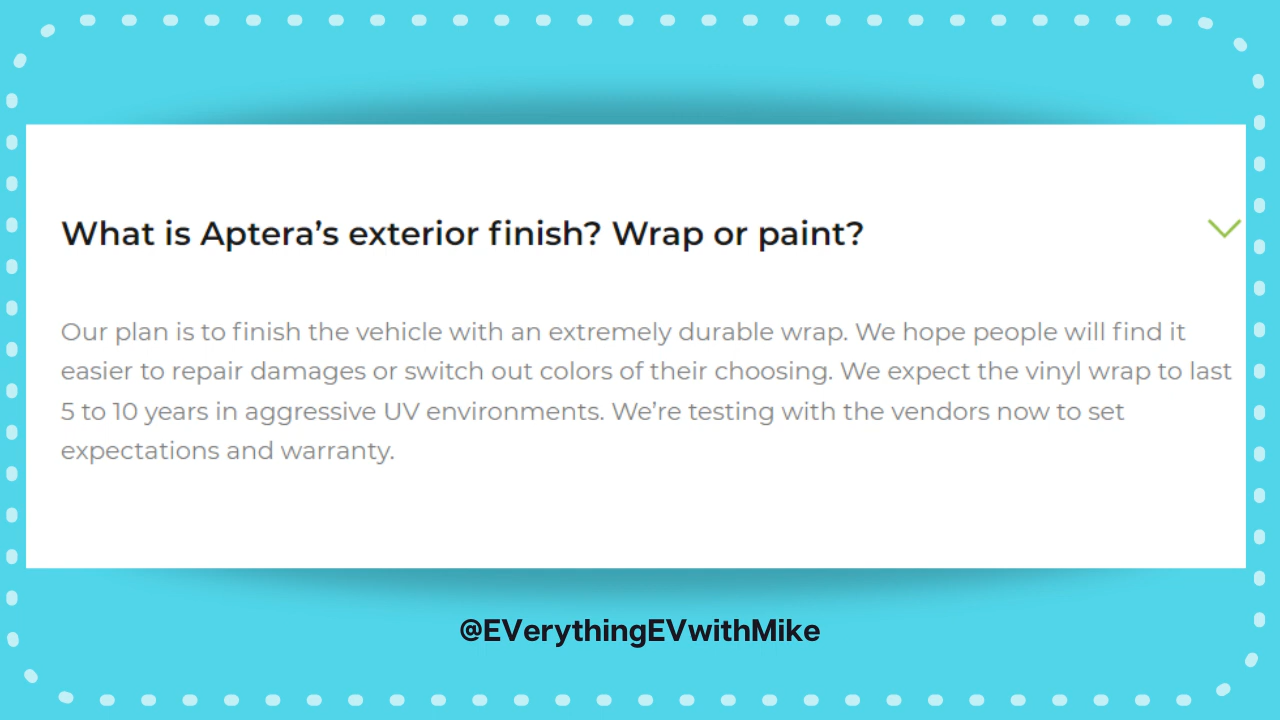 What is Aptera’s exterior finish? Wrap or paint?
Our plan is to finish the vehicle with an extremely durable wrap. We hope people will find it
easier to repair damages or switch out colors of their choosing. We expect the vinyl wrap to last
5 to 10 years in aggressive UV environments. We’re testing with the vendors now to set
expectations and warranty.
@EVerythingEVwithMike